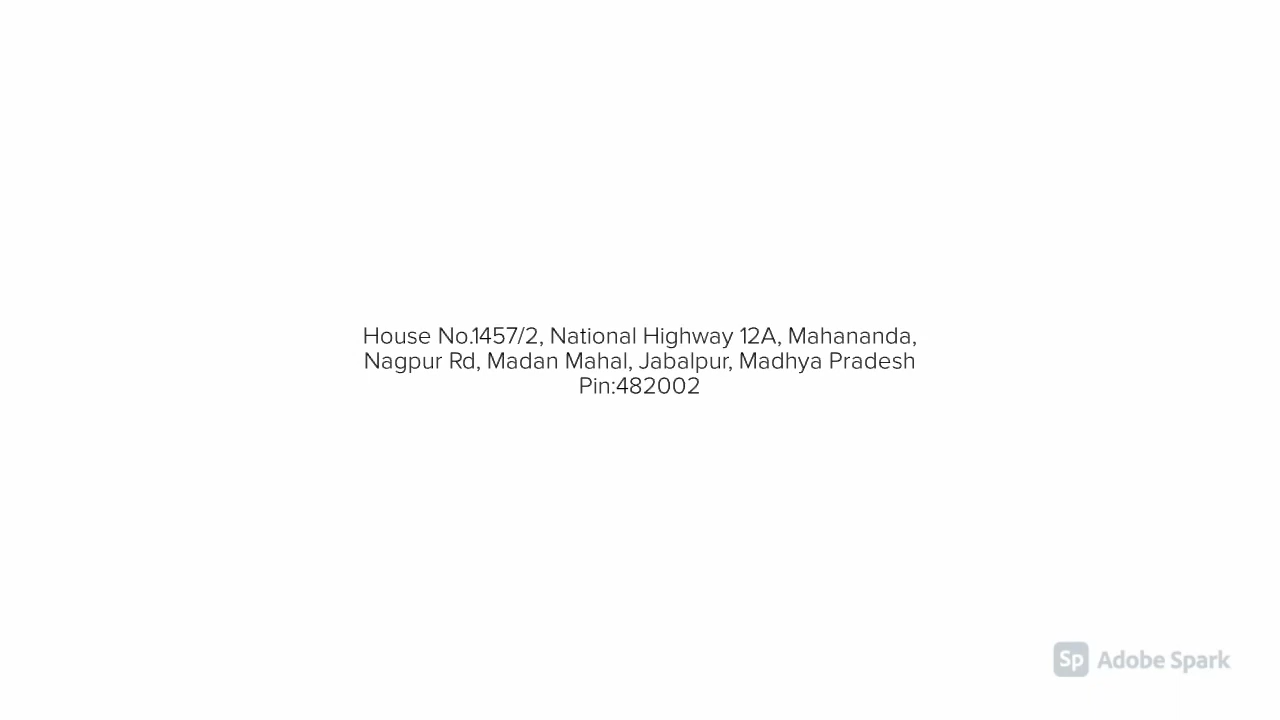 House No.1457/2, National Highway 12A, Mahananda,
Nagpur Rd, Madan Mahal, Jabalpur, Madhya Pradesh
Pin:482002
Sp Adobe Spark